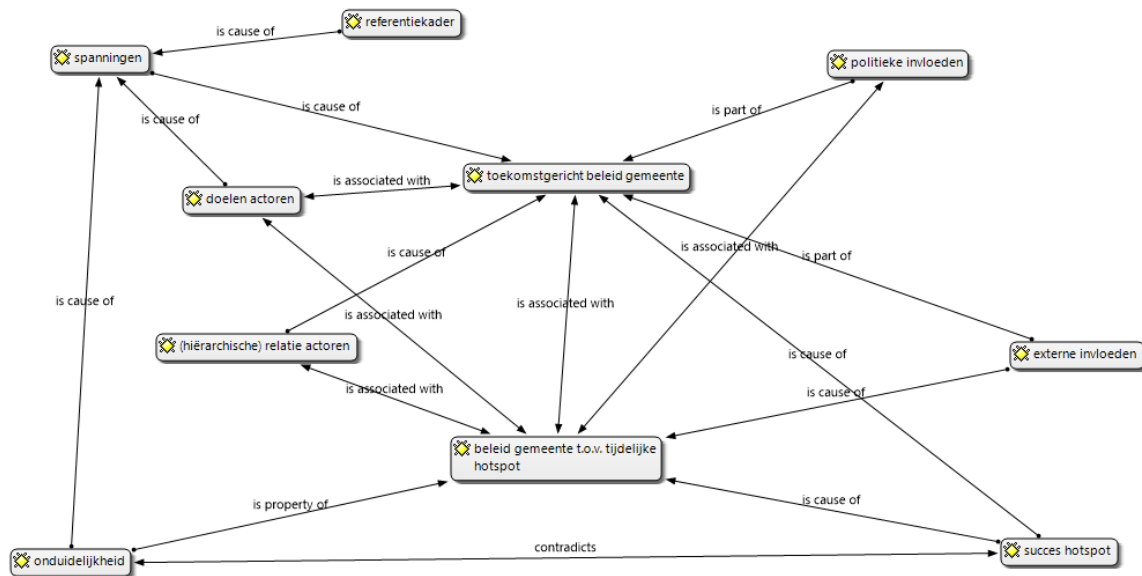 referentiekader
is cause of
spanningen
politieke invloeden
is cause of
is part of
is cause of
toekomstgericht beleid gemeente
is associated with
doelen actoren
is associated with
is cause of
is part of
is cause of
is associated with
is associated with
(hiërarchische) relatie actoren
is cause of
externe invloeden
is associated with
is cause of
beleid gemeente t.o.v. tijdelijke
hotspot
is cause of
is property of
contradicts
onduidelijkheid
succes hotspot